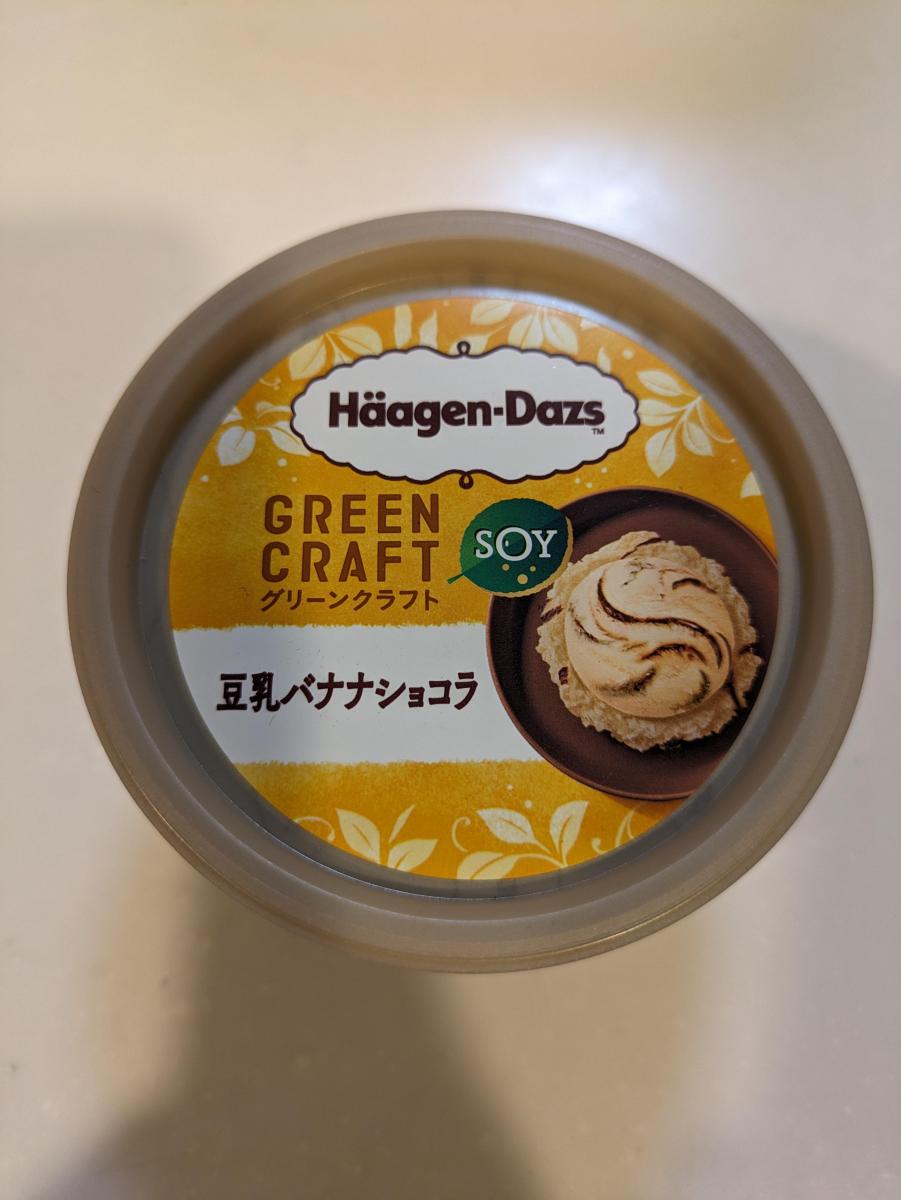 Häagen-Dazs
™
GREEN
CRAFT
グリーンクラフト
SOY
豆乳バナナショコラ